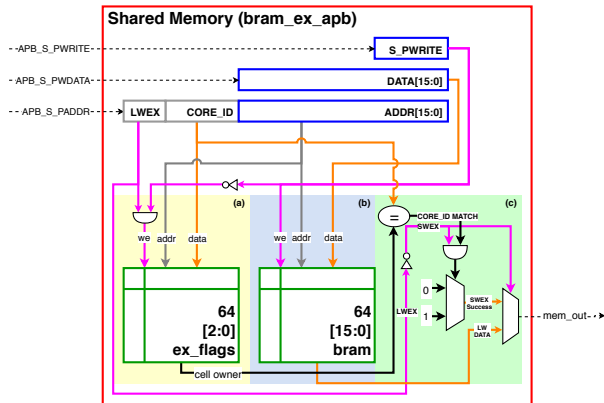 Shared Memory (bram_ex_apb)
APB_S_PWRITE
S_PWRITE
APB_S_PWDATA
DATA[15:0]
APB_S_PADDR
LWEX
CORE_ID
ADDR[15:0]
(a)
(b)
(c)
=
CORE_ID MATCH
SWEX
we
addr
data
we
addr
data
64
[2:0]
ex_flags
64
[15:0]
bram
LWEX
0
1
SWEX
Success
LW
DATA
mem_out
cell owner